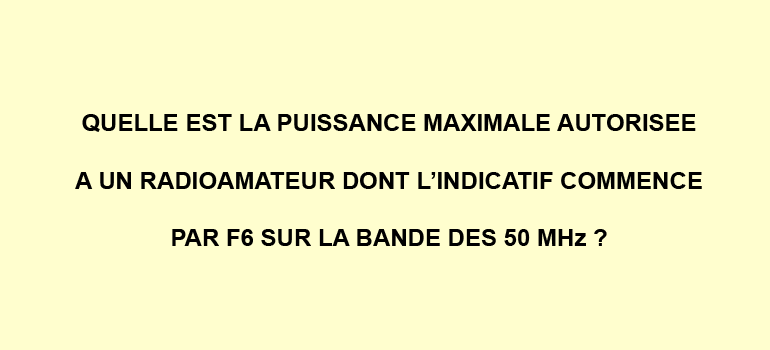 QUELLE EST LA PUISSANCE MAXIMALE AUTORISEE
A UN RADIOAMATEUR DONT L’INDICATIF COMMENCE
PAR F6 SUR LA BANDE DES 50 MHz ?